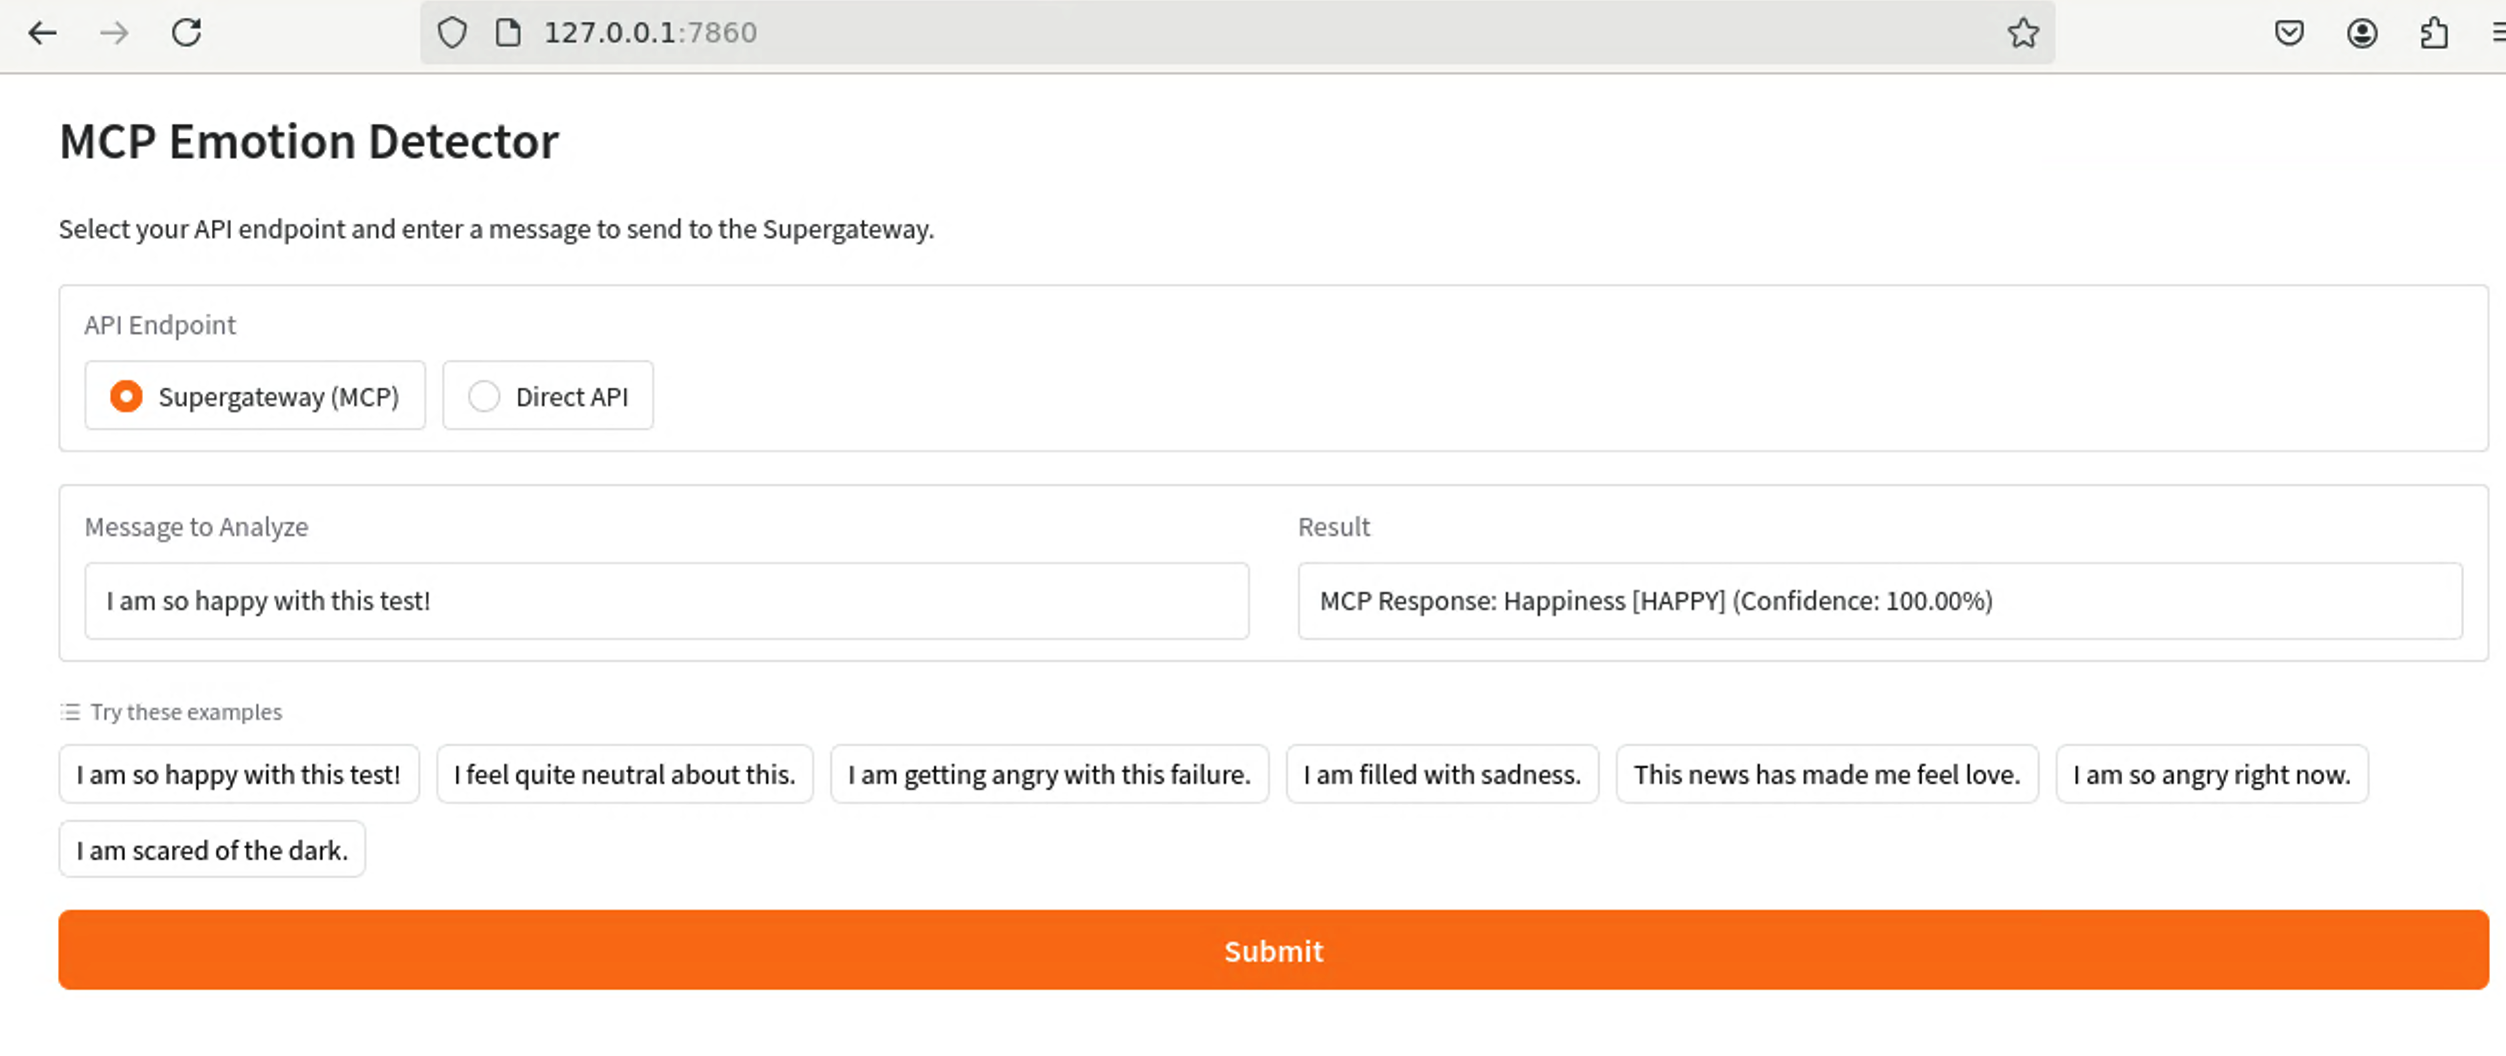 127.0.0.1:7860
MCP Emotion Detector
Select your API endpoint and enter a message to send to the Supergateway.
API Endpoint
Supergateway (MCP) Direct API
Message to Analyze Result
I am so happy with this test! MCP Response: Happiness [HAPPY] (Confidence: 100.00%)
Try these examples
I am so happy with this test! I feel quite neutral about this. I am getting angry with this failure. I am filled with sadness. This news has made me feel love. I am so angry right now.
I am scared of the dark.
Submit